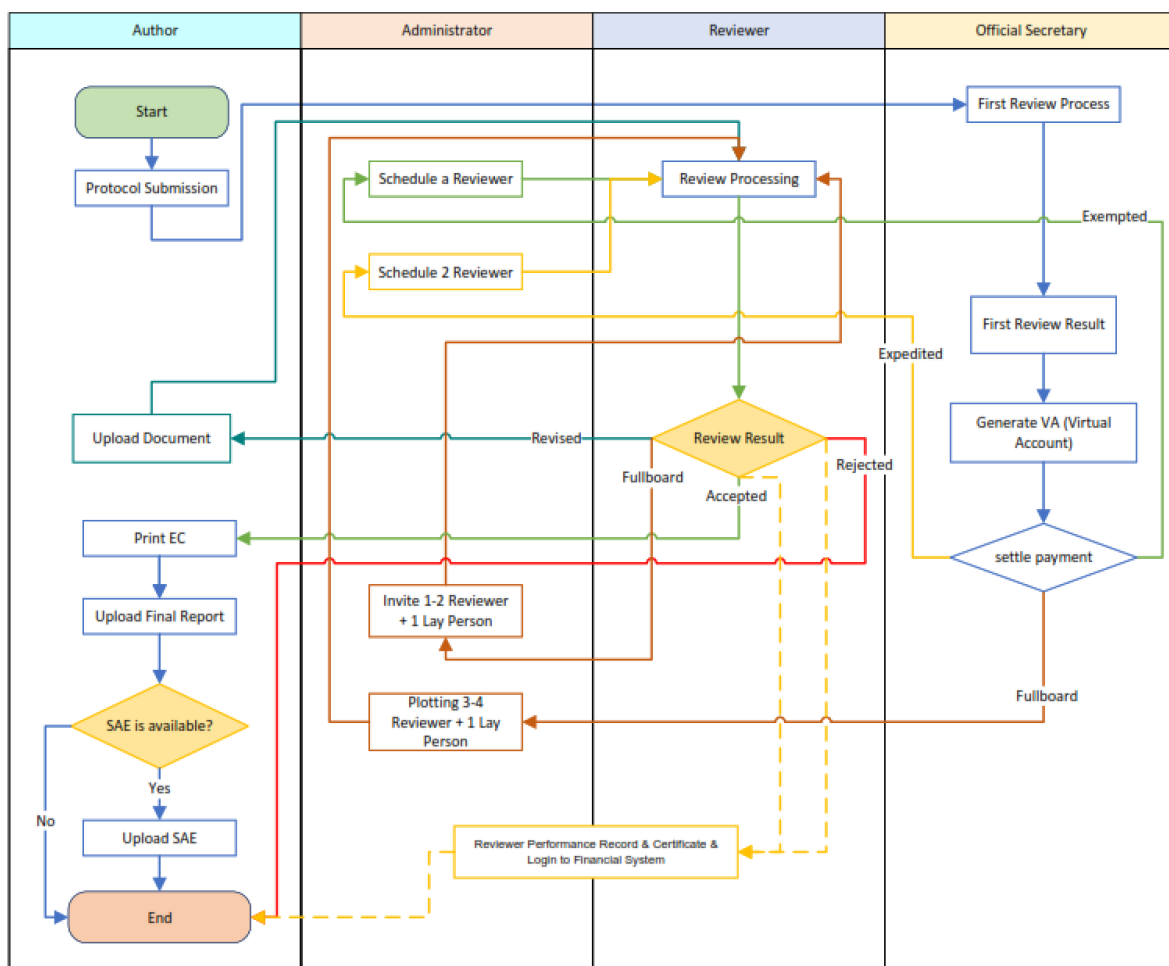 Author
Administrator
Reviewer
Official Secretary
Start
First Review Process
Protocol Submission
Schedule a Reviewer
Review Processing
Exempted
Schedule 2 Reviewer
First Review Result
Expedited
Upload Document
Revised
Review Result
Generate VA (Virtual
Account)
Rejected
Fullboard
Accepted
Print EC
settle payment
Invite 1-2 Reviewer
+ 1 Lay Person
Upload Final Report
Fullboard
Plotting 3-4
Reviewer + 1 Lay
Person
SAE is available?
Yes
No
Upload SAE
Reviewer Performance Record & Certificate &
Login to Financial System
End